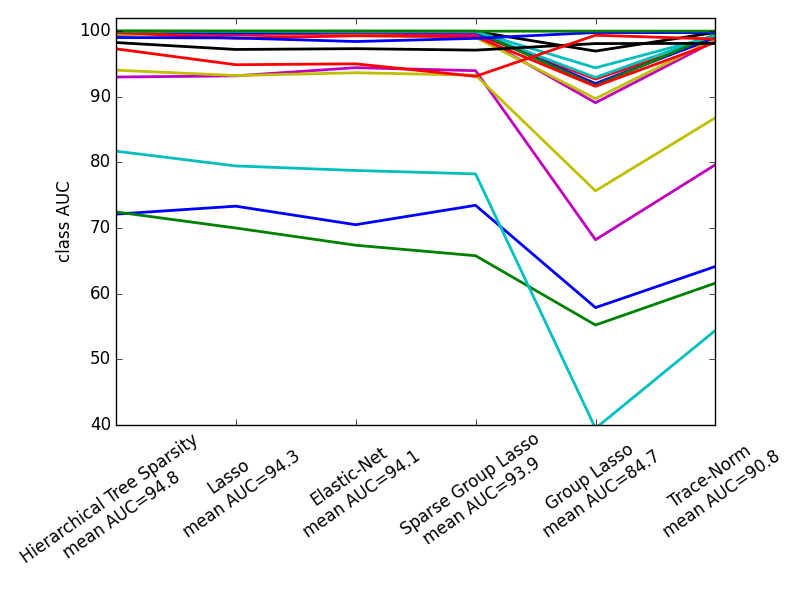 100
90
80
70
60
50
40
class AUC
Hierarchical Tree Sparsity
mean AUC=94.8
Lasso
mean AUC=94.3
Elastic-Net
mean AUC=94.1
Sparse Group Lasso
mean AUC=93.9
Group Lasso
mean AUC=84.7
Trace-Norm
mean AUC=90.8